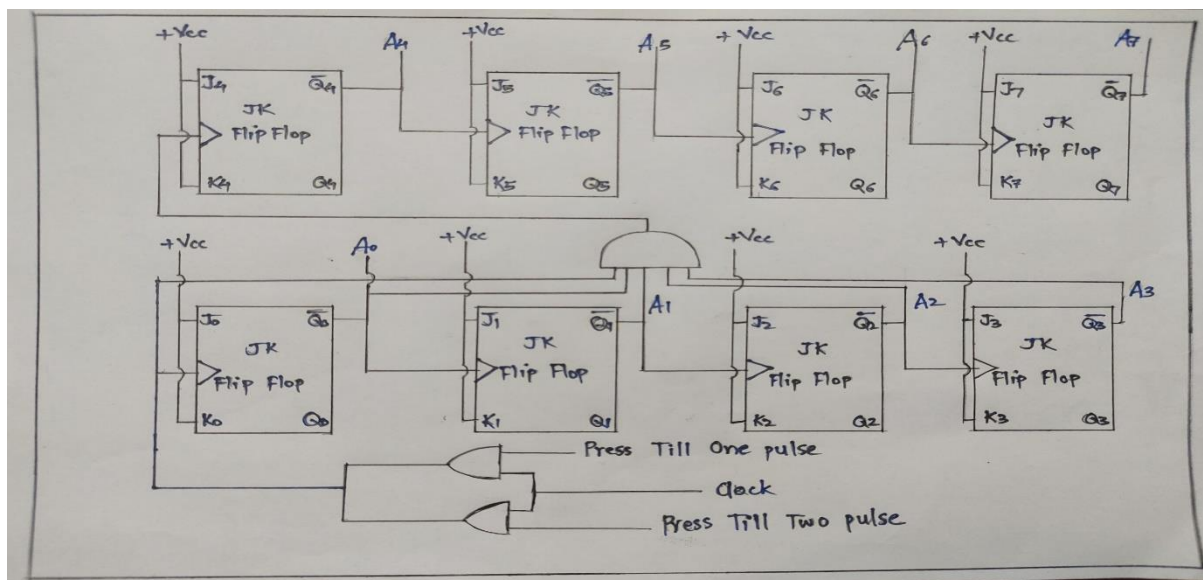 +Vcc A4 +Vcc A5 +Vcc A6 +Vcc A7
J4 Q̅4 J5 Q̅5 J6 Q̅6 J7 Q̅7
JK JK JK JK
Flip Flop Flip Flop Flip Flop Flip Flop
K4 Q4 K5 Q5 K6 Q6 K7 Q7
+Vcc A0 +Vcc +Vcc +Vcc
A1 A2 A3
J0 Q̅0 J1 Q̅1 J2 Q̅2 J3 Q̅3
JK JK JK JK
Flip Flop Flip Flop Flip Flop Flip Flop
K0 Q0 K1 Q1 K2 Q2 K3 Q3
Press Till One pulse
Clock
Press Till Two pulse